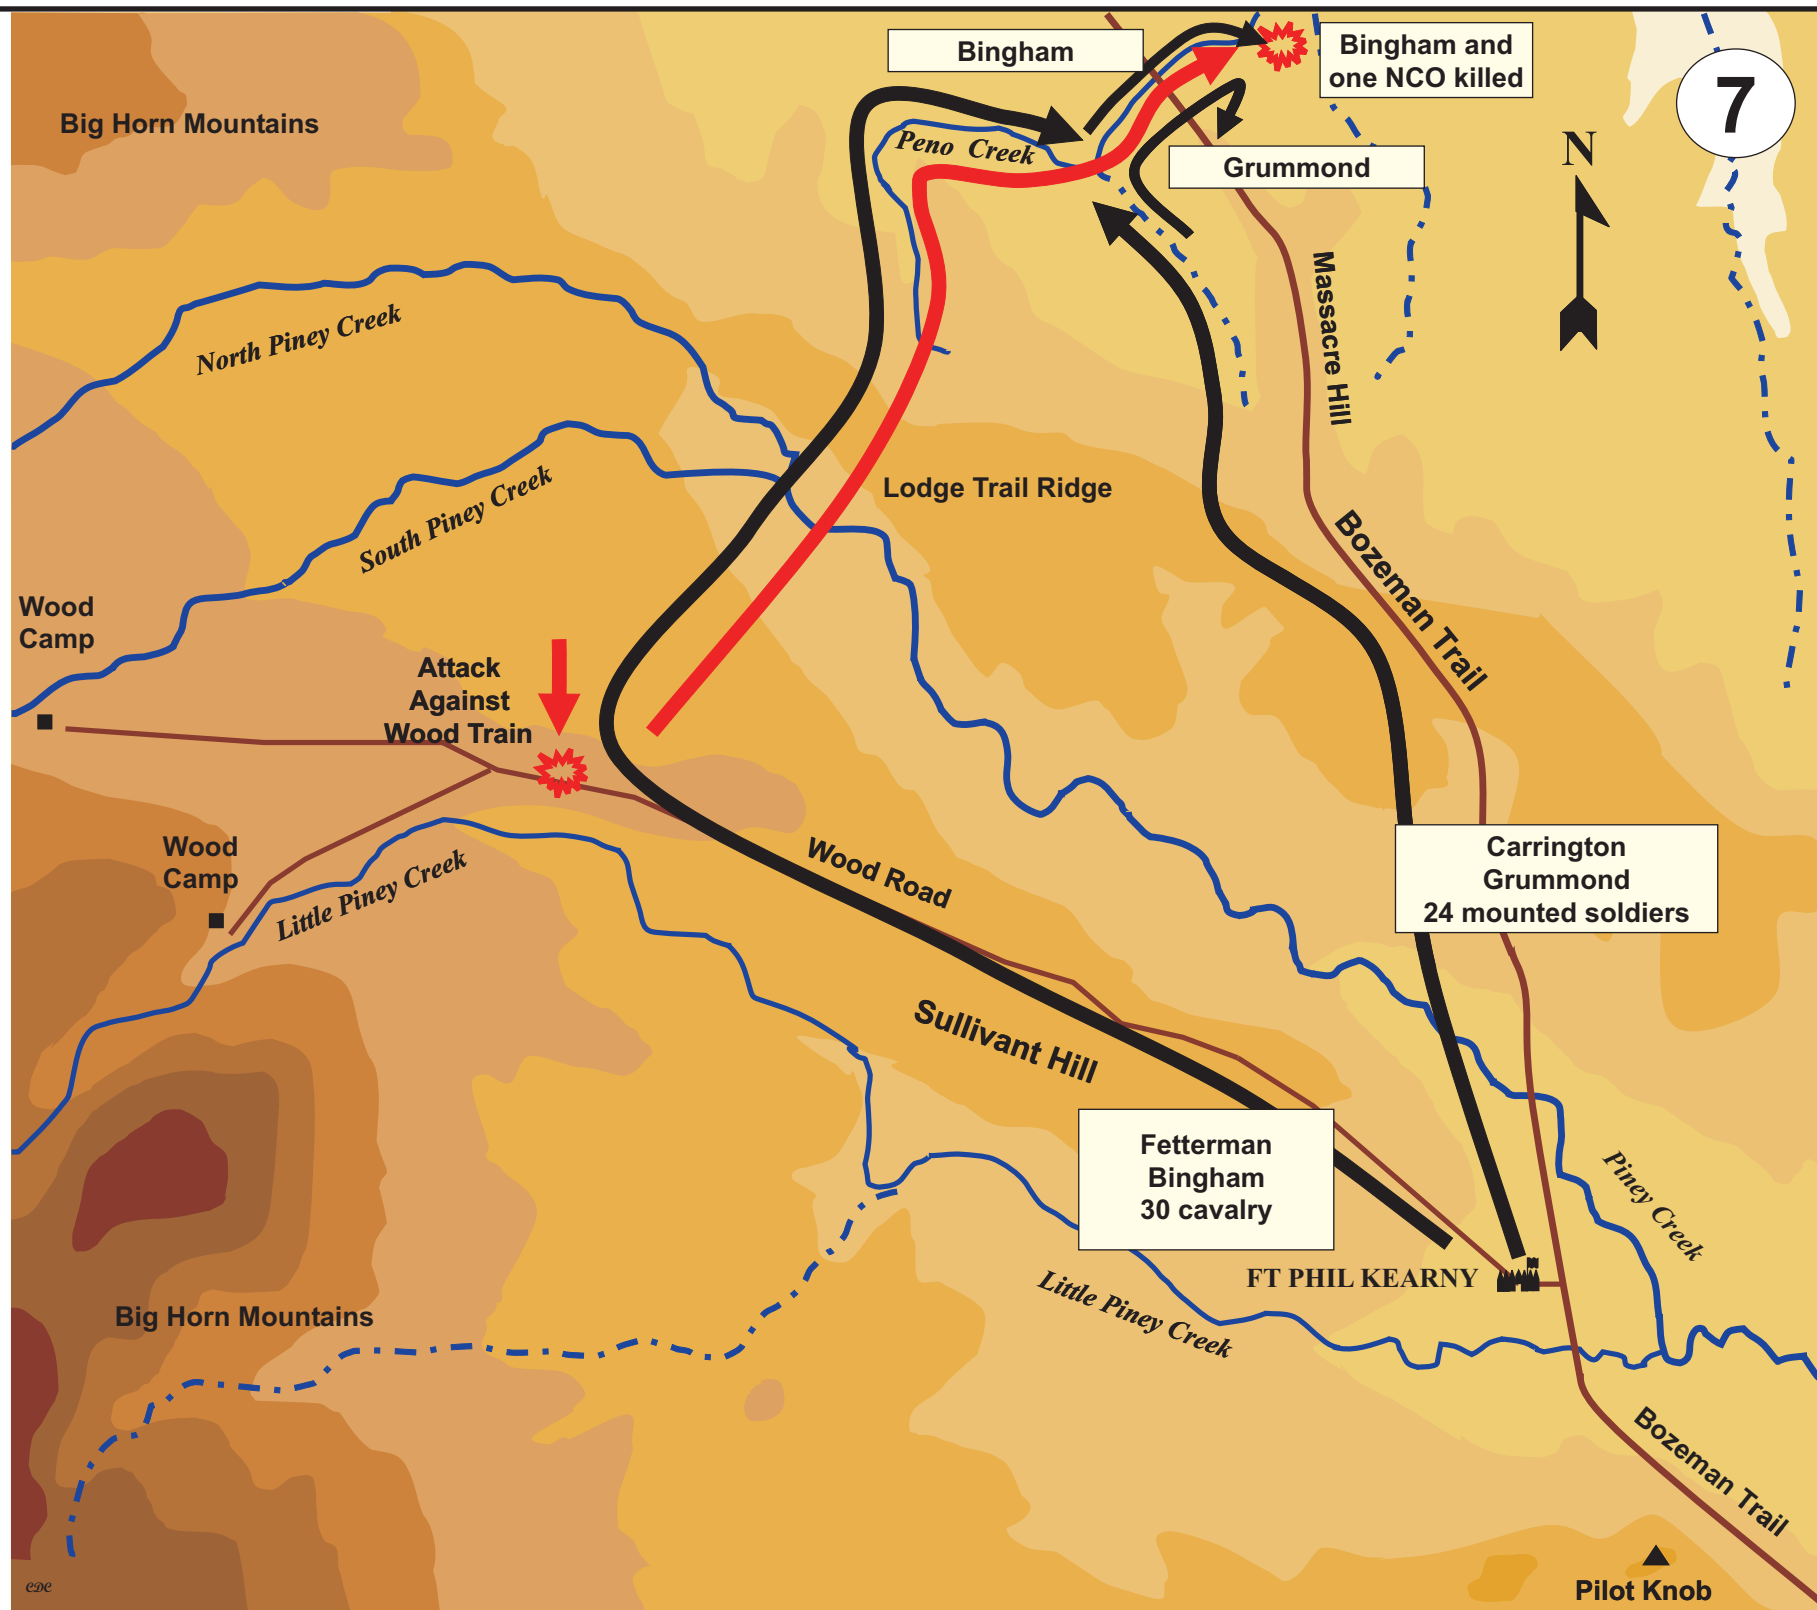 Bingham
Bingham and
one NCO killed
7
Big Horn Mountains
Peno Creek
Grummond
N
Massacre Hill
North Piney Creek
Lodge Trail Ridge
South Piney Creek
Bozeman Trail
Wood
Camp
Attack
Against
Wood Train
Wood
Camp
Little Piney Creek
Wood Road
Carrington
Grummond
24 mounted soldiers
Sullivant Hill
Fetterman
Bingham
30 cavalry
Piney Creek
FT PHIL KEARNY
Little Piney Creek
Big Horn Mountains
Bozeman Trail
CDC
Pilot Knob